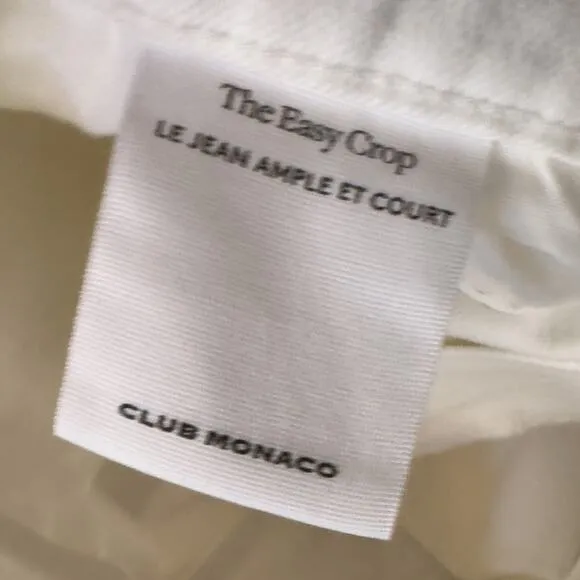 The Easy Crop
LE JEAN AMPLE ET COURT
CLUB MONACO